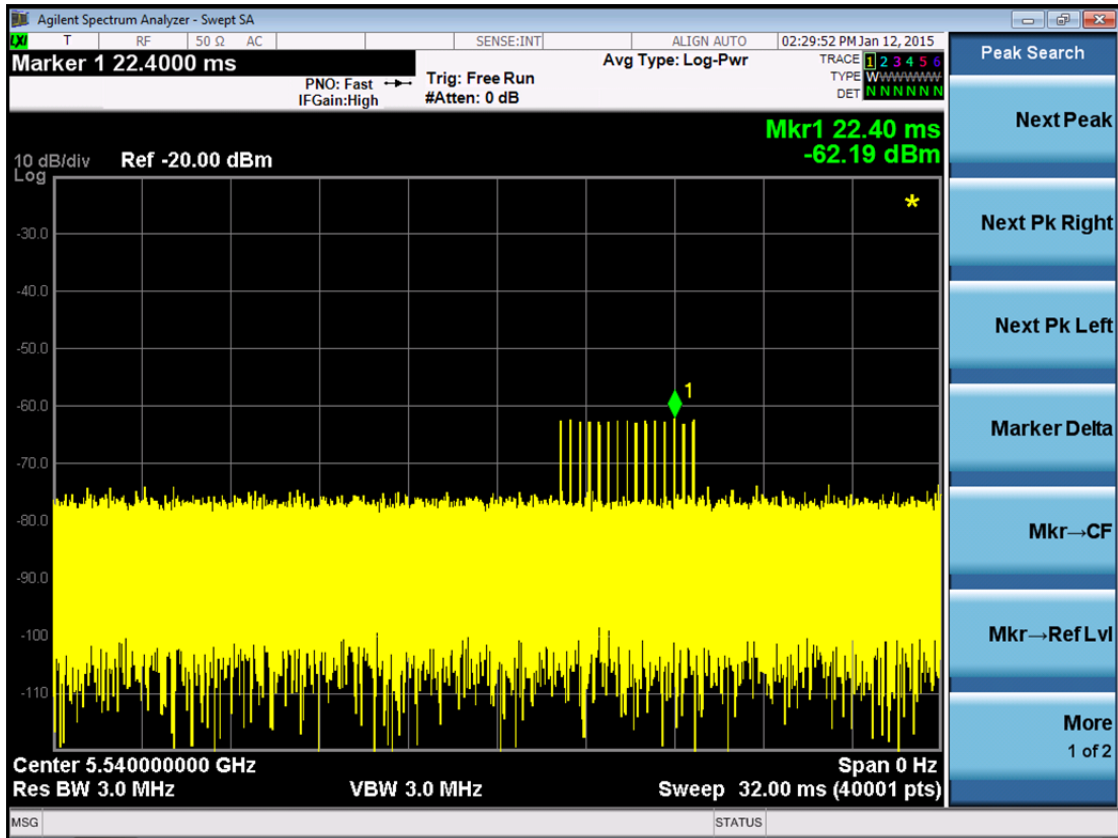 Agilent Spectrum Analyzer - Swept SA
LXI T RF 50 Ω AC SENSE:INT ALIGN AUTO 02:29:52 PM Jan 12, 2015
Marker 1 22.4000 ms
PNO: Fast
IFGain:High
Trig: Free Run
#Atten: 0 dB
Avg Type: Log-Pwr
TRACE 1 2 3 4 5 6
TYPE WWWWWW
DET N N N N N N
Mkr1 22.40 ms
-62.19 dBm
10 dB/div Ref -20.00 dBm
Log
-30.0
-40.0
-50.0
-60.0
-70.0
-80.0
-90.0
-100
-110
1
*
Center 5.540000000 GHz Span 0 Hz
Res BW 3.0 MHz VBW 3.0 MHz Sweep 32.00 ms (40001 pts)
MSG STATUS
Peak Search
Next Peak
Next Pk Right
Next Pk Left
Marker Delta
Mkr→CF
Mkr→Ref Lvl
More
1 of 2